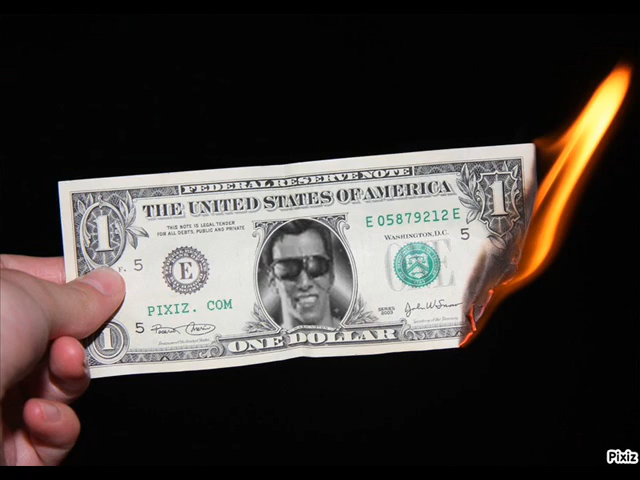 FEDERAL RESERVE NOTE
THE UNITED STATES OF AMERICA
THIS NOTE IS LEGAL TENDER
FOR ALL DEBTS, PUBLIC AND PRIVATE
E 05879212 E
WASHINGTON, D.C.
1
1
F.
5
5
E
PIXIZ. COM
SERIES
2003
5
5
1
ONE DOLLAR
Pixiz